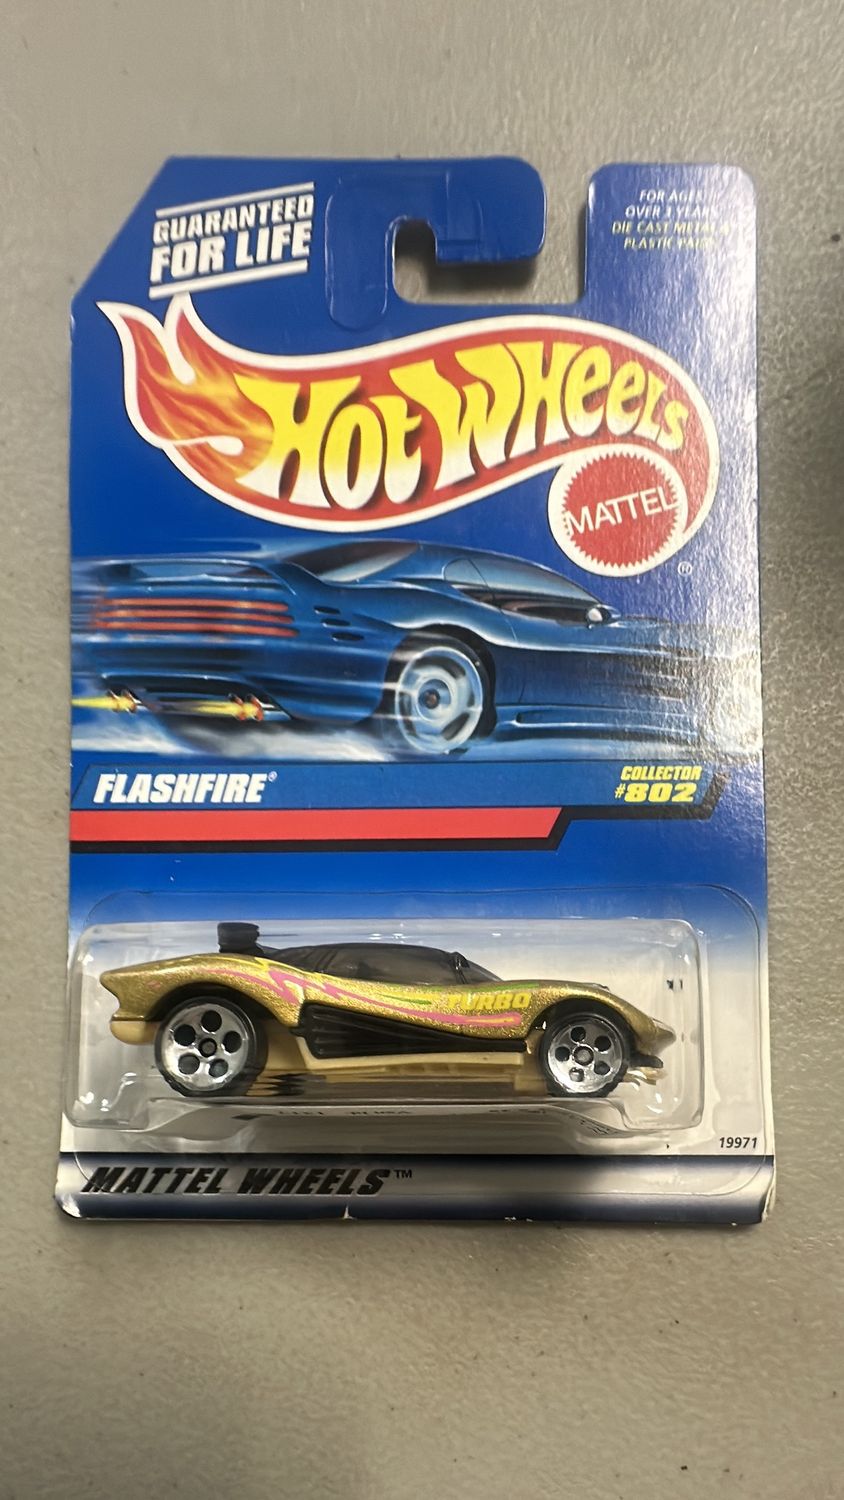 GUARANTEED
FOR LIFE
FOR AGES
OVER 3 YEARS
DIE CAST METAL &
PLASTIC PARTS
HOT WHEELS
MATTEL
®
FLASHFIRE®
COLLECTOR
#802
TURBO
19971
MATTEL WHEELS™